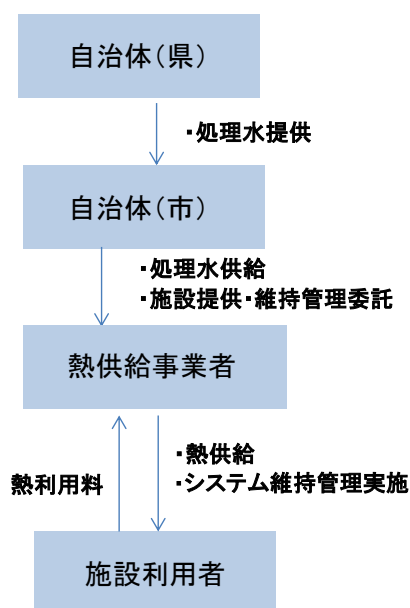 自治体（県）
・処理水提供
自治体（市）
・処理水供給
・施設提供・維持管理委託
熱供給事業者
・熱供給
・システム維持管理実施
熱利用料
施設利用者